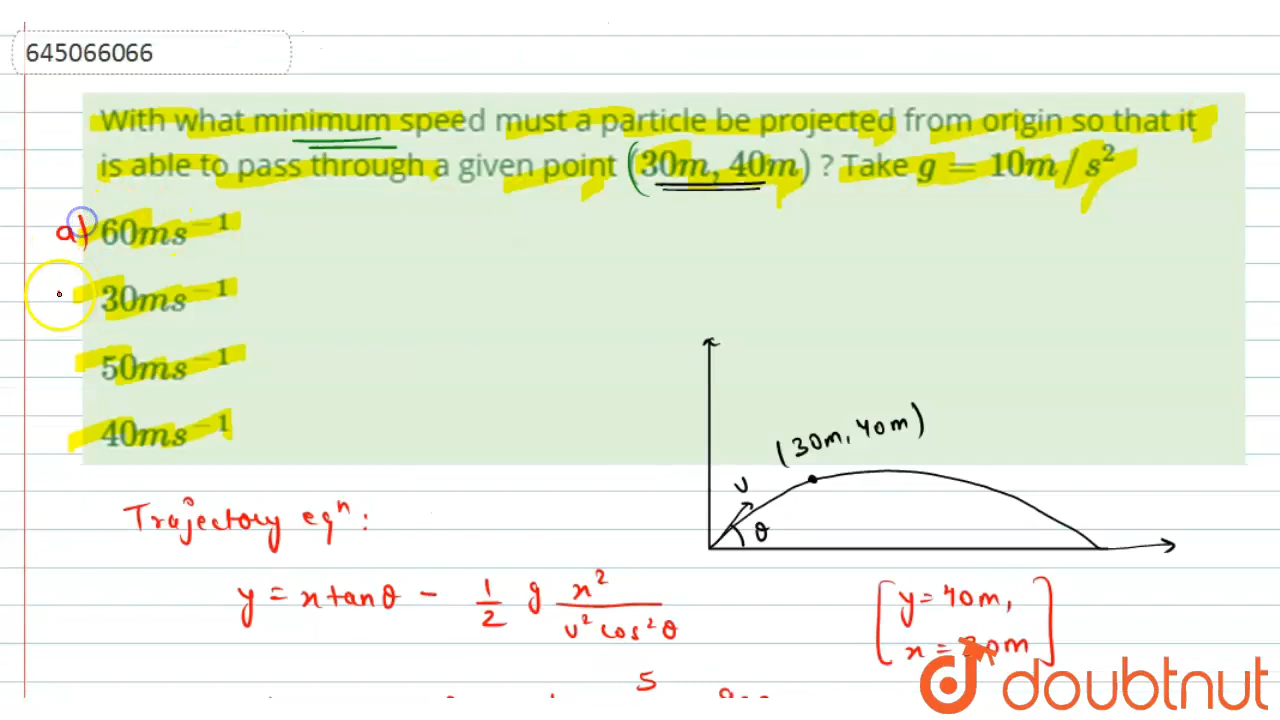 645066066
With what minimum speed must a particle be projected from origin so that it
is able to pass through a given point (30m, 40m) ? Take g = 10m/s²
a) 60ms⁻¹
30ms⁻¹
50ms⁻¹
40ms⁻¹
(30m, 40m)
u
θ
Trajectory eqⁿ:
y = x tanθ - 1/2 g x²/u² cos²θ
[y = 40m,
x = 30m]
5
doubtnut